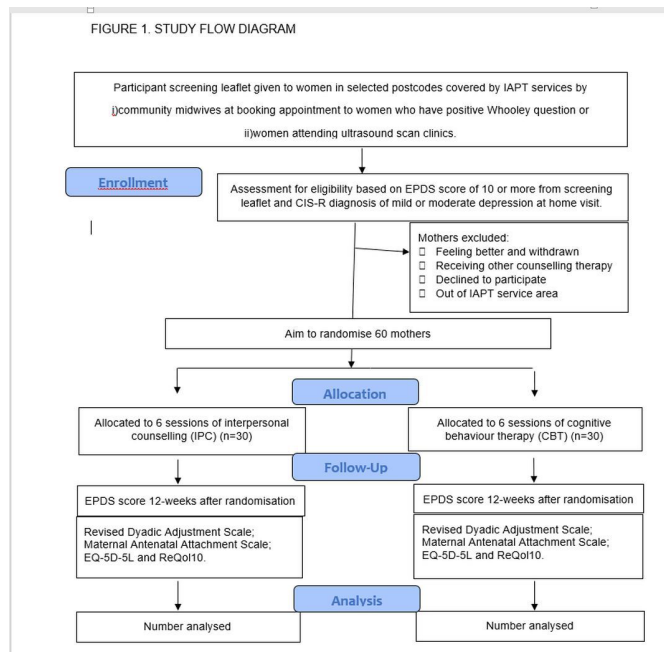 FIGURE 1. STUDY FLOW DIAGRAM
Participant screening leaflet given to women in selected postcodes covered by IAPT services by
i)community midwives at booking appointment to women who have positive Whooley question or
ii)women attending ultrasound scan clinics.
Enrollment
Assessment for eligibility based on EPDS score of 10 or more from screening
leaflet and CIS-R diagnosis of mild or moderate depression at home visit.
Mothers excluded:
Feeling better and withdrawn
Receiving other counselling therapy
Declined to participate
Out of IAPT service area
Aim to randomise 60 mothers
Allocation
Allocated to 6 sessions of interpersonal
counselling (IPC) (n=30)
Allocated to 6 sessions of cognitive
behaviour therapy (CBT) (n=30)
Follow-Up
EPDS score 12-weeks after randomisation
Revised Dyadic Adjustment Scale;
Maternal Antenatal Attachment Scale;
EQ-5D-5L and ReQol10.
EPDS score 12-weeks after randomisation
Revised Dyadic Adjustment Scale;
Maternal Antenatal Attachment Scale;
EQ-5D-5L and ReQol10.
Analysis
Number analysed
Number analysed